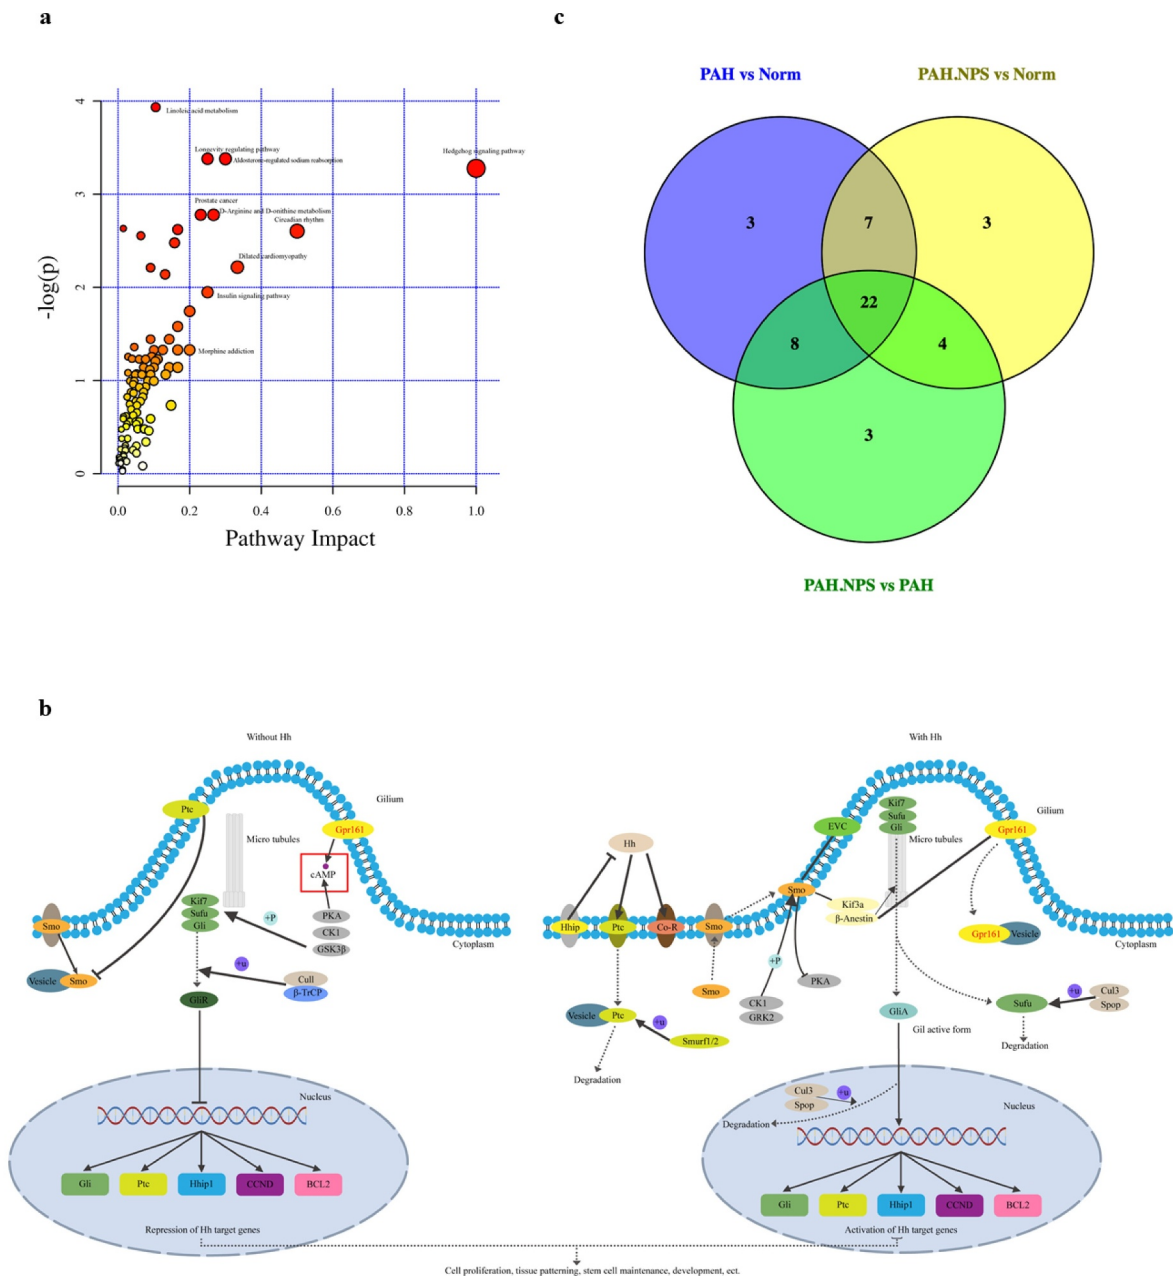 a
4
3
2
1
0
-log(p)
Linoleic acid metabolism
Longevity regulating pathway
Aldosterone-regulated sodium reabsorption
Hedgehog signaling pathway
Prostate cancer
D-Arginine and D-ornithine metabolism
Circadian rhythm
Dilated cardiomyopathy
Insulin signaling pathway
Morphine addiction
0.0 0.2 0.4 0.6 0.8 1.0
Pathway Impact
c
PAH vs Norm
PAH.NPS vs Norm
3
7
3
22
8
4
3
PAH.NPS vs PAH
b
Without Hh
Ptc
Gilium
Micro tubules
Gpr161
cAMP
Kif7
Sufu
Gli
+P
PKA
CK1
GSK3β
Smo
Cytoplasm
Vesicle
Smo
+u
Cull
β-TrCP
GliR
Nucleus
Gli
Ptc
Hhip1
CCND
BCL2
Repression of Hh target genes
With Hh
Kif7
Sufu
Gli
Gilium
EVC
Micro tubules
Gpr161
Hh
Smo
Kif3a
β-Anestin
Hhip
Ptc
Co-R
Smo
Gpr161
Vesicle
Cytoplasm
+P
PKA
Smo
CK1
GRK2
Vesicle
Ptc
+u
Smurf1/2
Degradation
GliA
Gil active form
Sufu
+u
Cul3
Spop
Degradation
Cul3
Spop
+u
Nucleus
Degradation
Gli
Ptc
Hhip1
CCND
BCL2
Activation of Hh target genes
Cell proliferation, tissue patterning, stem cell maintenance, development, ect.